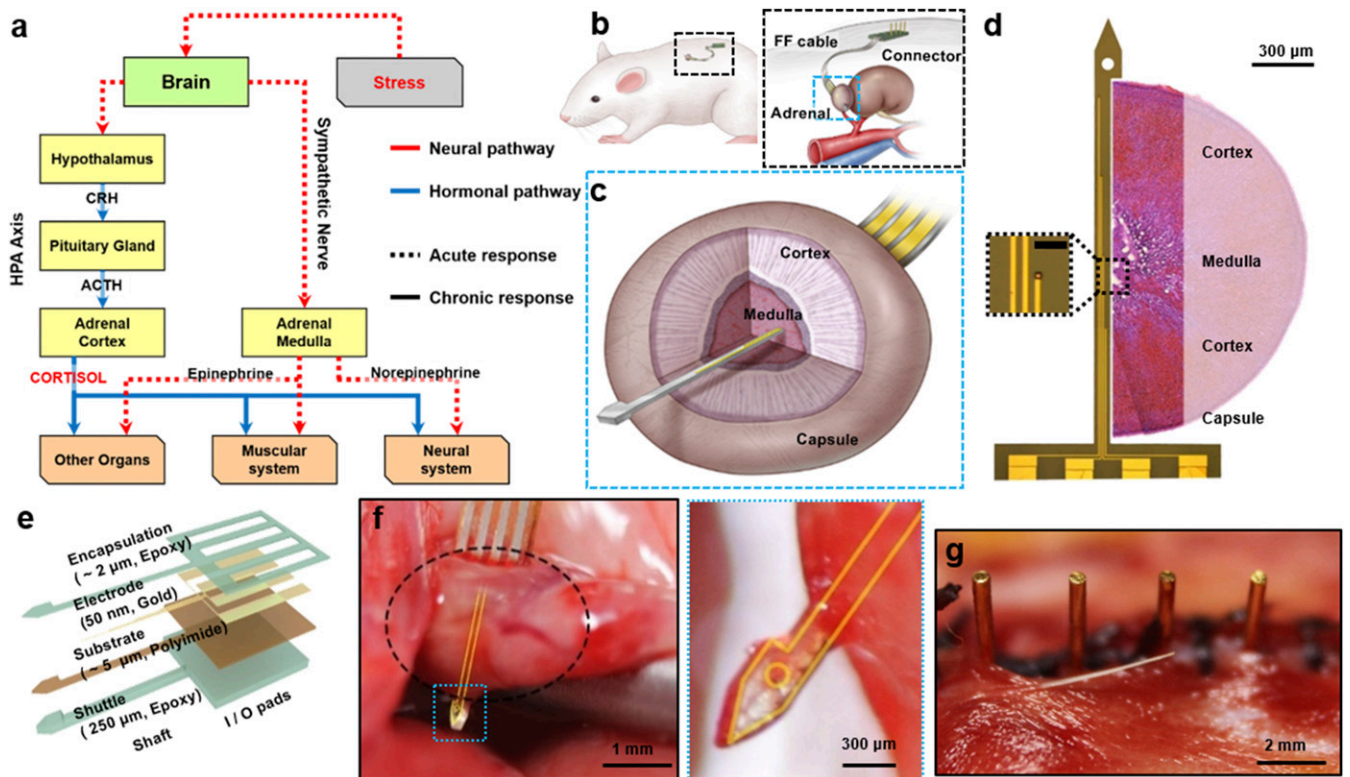 a
Brain
Stress
Hypothalamus
CRH
Pituitary Gland
ACTH
Adrenal
Cortex
HPA Axis
Sympathetic Nerve
Adrenal
Medulla
CORTISOL
Epinephrine
Norepinephrine
Other Organs
Muscular
system
Neural
system
Neural pathway
Hormonal pathway
Acute response
Chronic response
b
FF cable
Connector
Adrenal
c
Cortex
Medulla
Capsule
d
300 µm
Cortex
Medulla
Cortex
Capsule
e
Encapsulation
( ~ 2 µm, Epoxy)
Electrode
(50 nm, Gold)
Substrate
( ~ 5 µm, Polyimide)
Shuttle
( 250 µm, Epoxy)
Shaft
I / O pads
f
1 mm
300 µm
g
2 mm